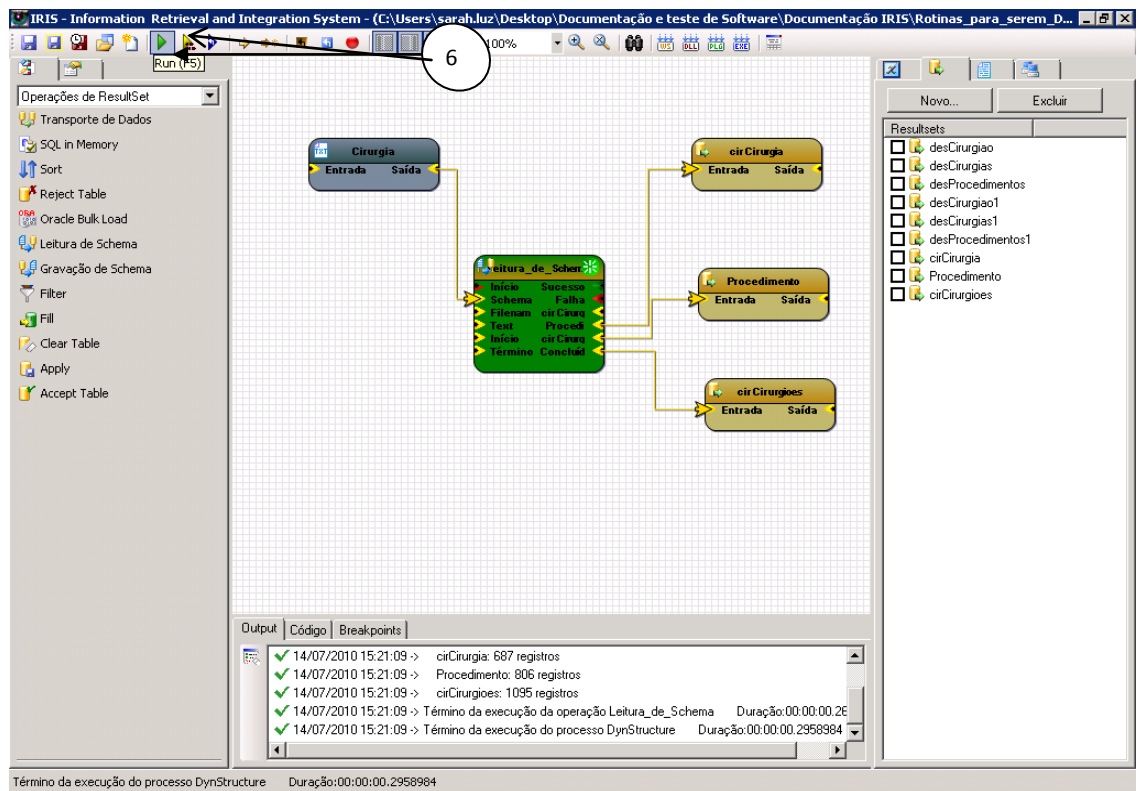 IRIS - Information Retrieval and Integration System - (C:\Users\sarah.luz\Desktop\Documentação e teste de Software\Documentação IRIS\Rotinas_para_serem_D...
100%
6
Run (F5)
Operações de ResultSet
Transporte de Dados
SQL in Memory
Sort
Reject Table
Oracle Bulk Load
Leitura de Schema
Gravação de Schema
Filter
Fill
Clear Table
Apply
Accept Table
TXT Cirurgia
Entrada Saída
eitura_de_Schem
Início Sucesso
Schema Falha
Filenam cirCirurg
Text Procedi
Início cirCirurg
Término Concluíd
cirCirurgia
Entrada Saída
Procedimento
Entrada Saída
cirCirurgioes
Entrada Saída
Novo... Excluir
Resultsets
desCirurgiao
desCirurgias
desProcedimentos
desCirurgiao1
desCirurgias1
desProcedimentos1
cirCirurgia
Procedimento
cirCirurgioes
Output Código Breakpoints
14/07/2010 15:21:09 -> cirCirurgia: 687 registros
14/07/2010 15:21:09 -> Procedimento: 806 registros
14/07/2010 15:21:09 -> cirCirurgioes: 1095 registros
14/07/2010 15:21:09 -> Término da execução da operação Leitura_de_Schema Duração:00:00:00.26
14/07/2010 15:21:09 -> Término da execução do processo DynStructure Duração:00:00:00.2958984
Término da execução do processo DynStructure Duração:00:00:00.2958984